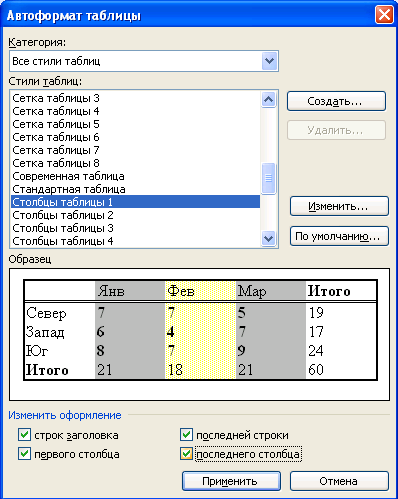 Автоформат таблицы
Категория:
Все стили таблиц
Стили таблиц:
Сетка таблицы 3
Сетка таблицы 4
Сетка таблицы 5
Сетка таблицы 6
Сетка таблицы 7
Сетка таблицы 8
Современная таблица
Стандартная таблица
Столбцы таблицы 1
Столбцы таблицы 2
Столбцы таблицы 3
Столбцы таблицы 4
Создать...
Удалить...
Изменить...
По умолчанию...
Образец
Янв Фев Мар Итого
Север 7 7 5 19
Запад 6 4 7 17
Юг 8 7 9 24
Итого 21 18 21 60
Изменить оформление
строк заголовка последней строки
первого столбца последнего столбца
Применить Отмена